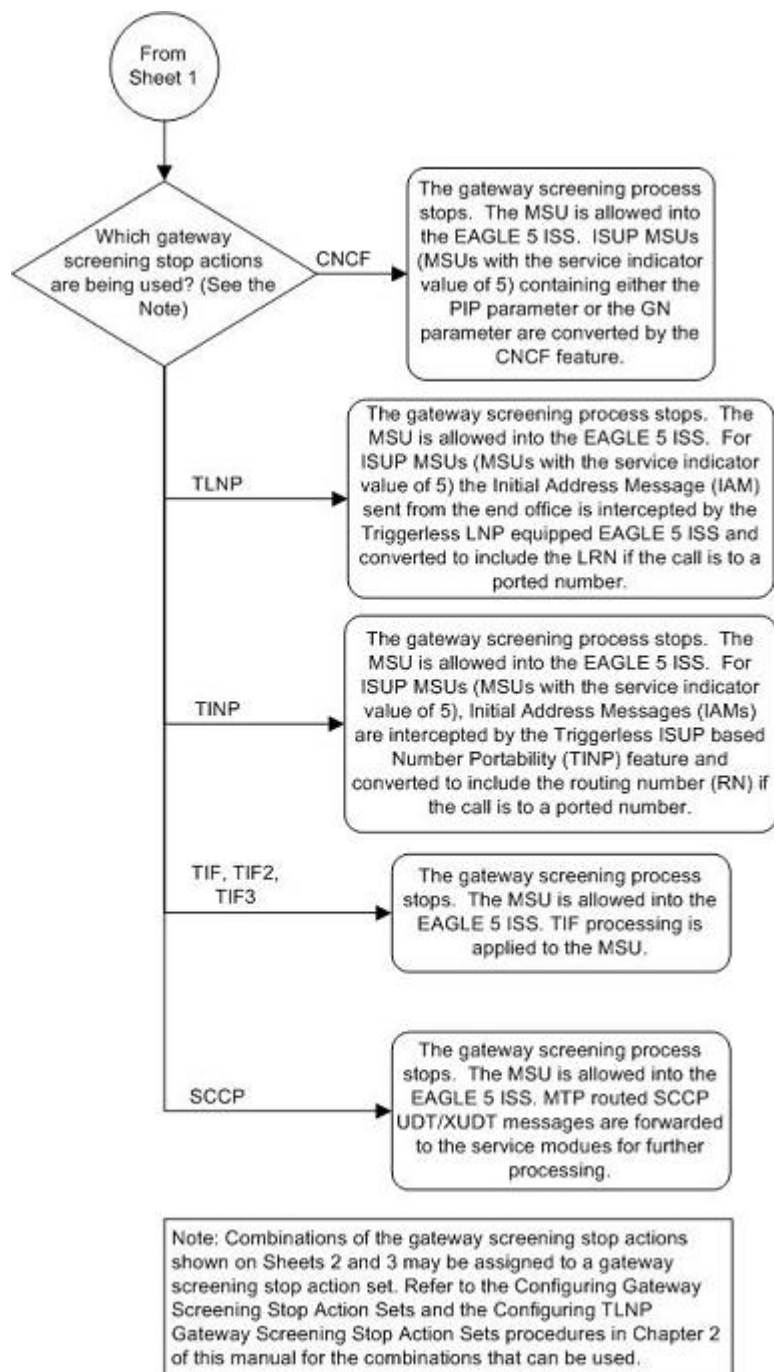 From
Sheet 1
Which gateway
screening stop actions
are being used? (See the
Note)
CNCF
The gateway screening process
stops. The MSU is allowed into
the EAGLE 5 ISS. ISUP MSUs
(MSUs with the service indicator
value of 5) containing either the
PIP parameter or the GN
parameter are converted by the
CNCF feature.
TLNP
The gateway screening process stops. The
MSU is allowed into the EAGLE 5 ISS. For
ISUP MSUs (MSUs with the service indicator
value of 5) the Initial Address Message (IAM)
sent from the end office is intercepted by the
Triggerless LNP equipped EAGLE 5 ISS and
converted to include the LRN if the call is to a
ported number.
TINP
The gateway screening process stops. The
MSU is allowed into the EAGLE 5 ISS. For
ISUP MSUs (MSUs with the service indicator
value of 5), Initial Address Messages (IAMs)
are intercepted by the Triggerless ISUP based
Number Portability (TINP) feature and
converted to include the routing number (RN) if
the call is to a ported number.
TIF, TIF2,
TIF3
The gateway screening process
stops. The MSU is allowed into the
EAGLE 5 ISS. TIF processing is
applied to the MSU.
SCCP
The gateway screening process
stops. The MSU is allowed into the
EAGLE 5 ISS. MTP routed SCCP
UDT/XUDT messages are forwarded
to the service modues for further
processing.
Note: Combinations of the gateway screening stop actions
shown on Sheets 2 and 3 may be assigned to a gateway
screening stop action set. Refer to the Configuring Gateway
Screening Stop Action Sets and the Configuring TLNP
Gateway Screening Stop Action Sets procedures in Chapter 2
of this manual for the combinations that can be used.